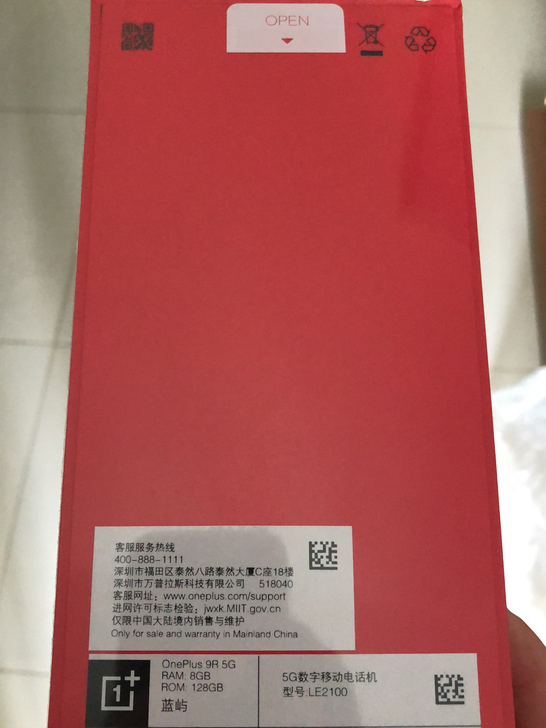 OPEN
客服服务热线
400-888-1111
深圳市福田区泰然八路泰然大厦C座18楼
深圳市万普拉斯科技有限公司 518040
客服网址：www.oneplus.com/support
进网许可标志检验：jwxk.MIIT.gov.cn
仅限中国大陆境内销售与维护
Only for sale and warranty in Mainland China
OnePlus 9R 5G
RAM: 8GB
ROM: 128GB
蓝屿
5G数字移动电话机
型号:LE2100